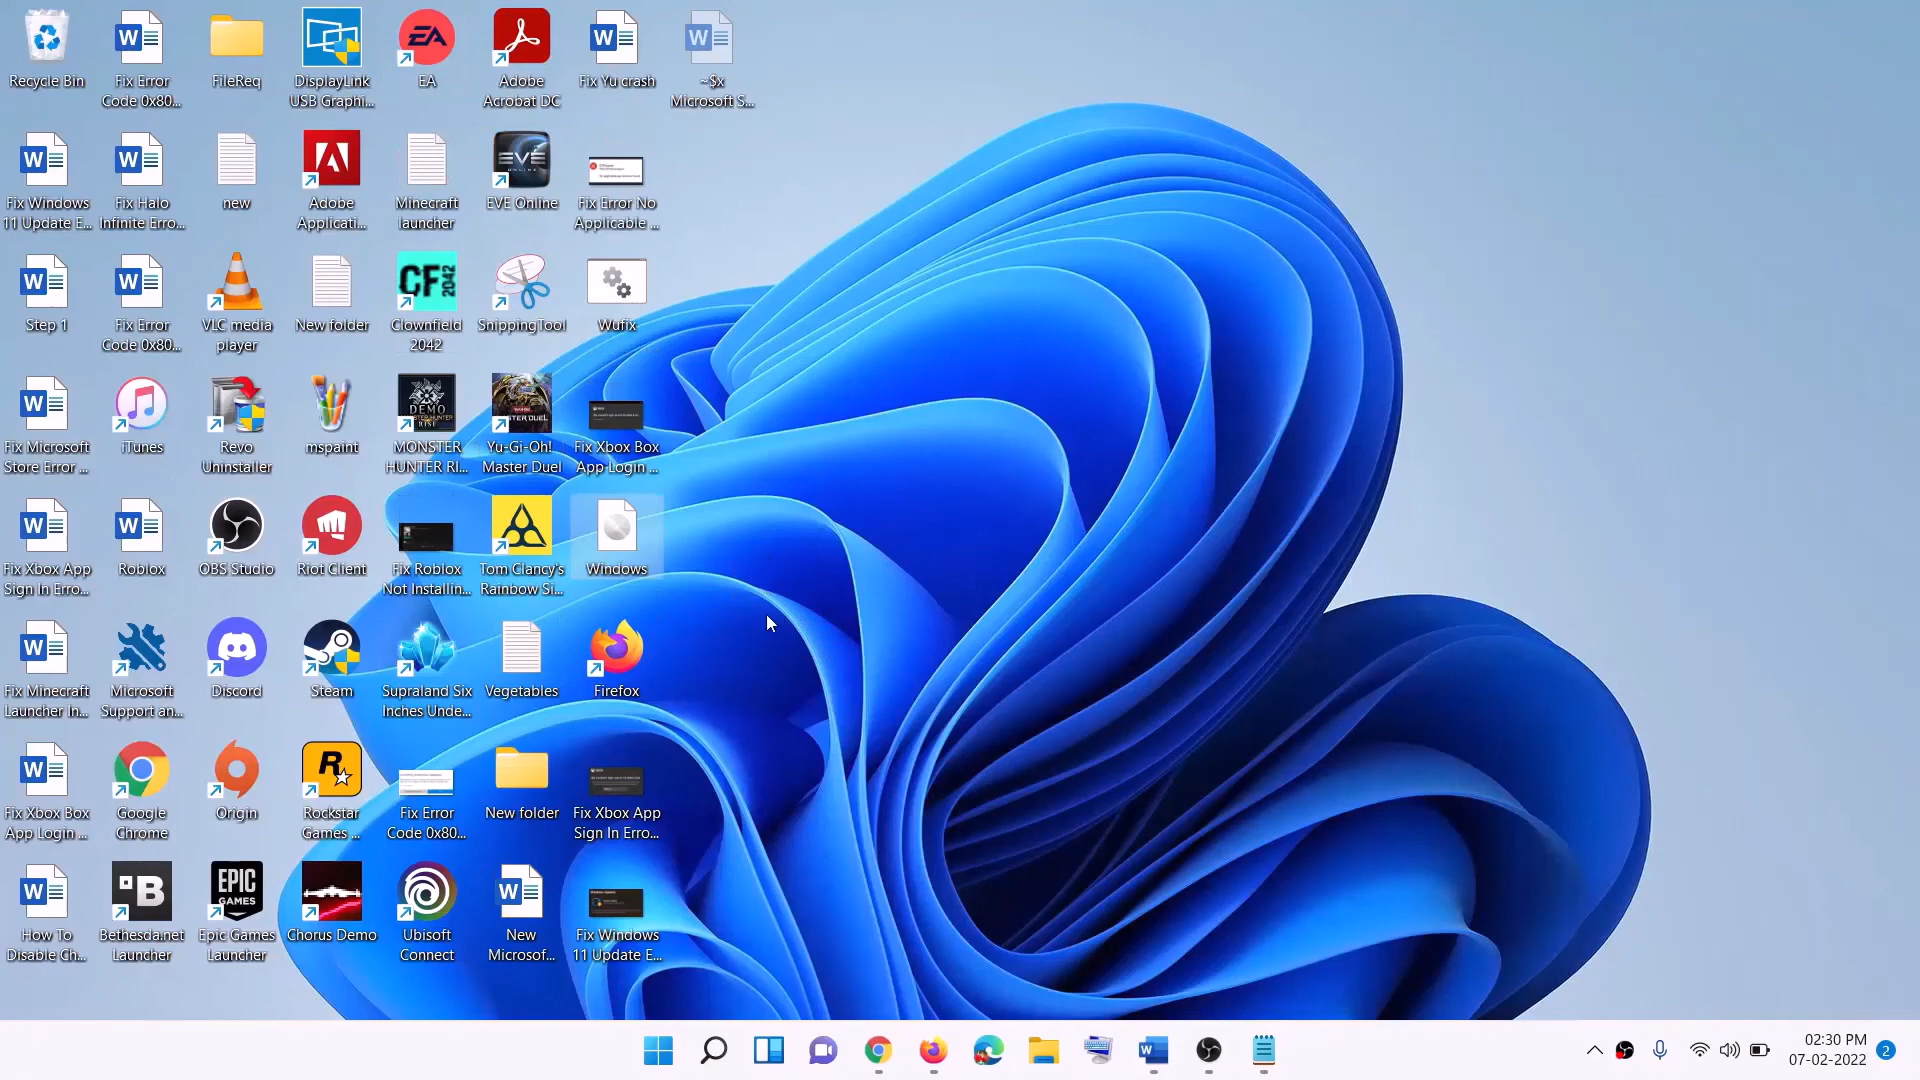 Recycle Bin
Fix Error
Code 0x80...
FileReq
DisplayLink
USB Graphi...
EA
Adobe
Acrobat DC
Fix Yu crash
~$x
Microsoft S...
Fix Windows
11 Update E...
Fix Halo
Infinite Erro...
new
Adobe
Applicati...
Minecraft
launcher
EVE Online
Fix Error No
Applicable ...
Step 1
Fix Error
Code 0x80...
VLC media
player
New folder
CF 2042
Clownfield
2042
SnippingTool
Wufix
Fix Microsoft
Store Error ...
iTunes
Revo
Uninstaller
mspaint
MONSTER
HUNTER RI...
Yu-Gi-Oh!
Master Duel
Fix Xbox Box
App Login ...
Fix Xbox App
Sign In Erro...
Roblox
OBS Studio
Riot Client
Fix Roblox
Not Installin...
Tom Clancy's
Rainbow Si...
Windows
Fix Minecraft
Launcher In...
Microsoft
Support an...
Discord
Steam
Supraland Six
Inches Unde...
Vegetables
Firefox
Fix Xbox Box
App Login ...
Google
Chrome
Origin
Rockstar
Games ...
Fix Error
Code 0x80...
New folder
Fix Xbox App
Sign In Erro...
How To
Disable Ch...
Bethesda.net
Launcher
EPIC
GAMES
Epic Games
Launcher
Chorus Demo
Ubisoft
Connect
New
Microsof...
Fix Windows
11 Update E...
02:30 PM
07-02-2022
2